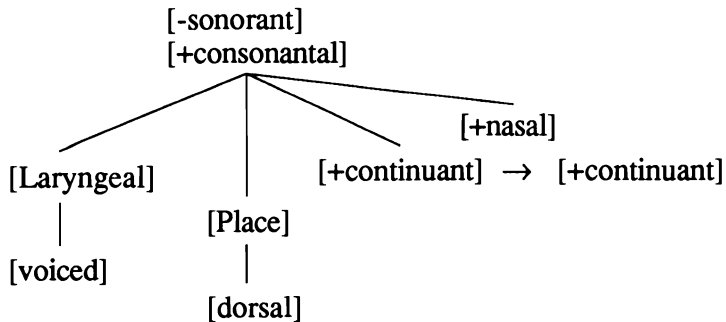 [-sonorant]
[+consonantal]
[+nasal]
[Laryngeal]
[+continuant] → [+continuant]
[Place]
[voiced]
[dorsal]